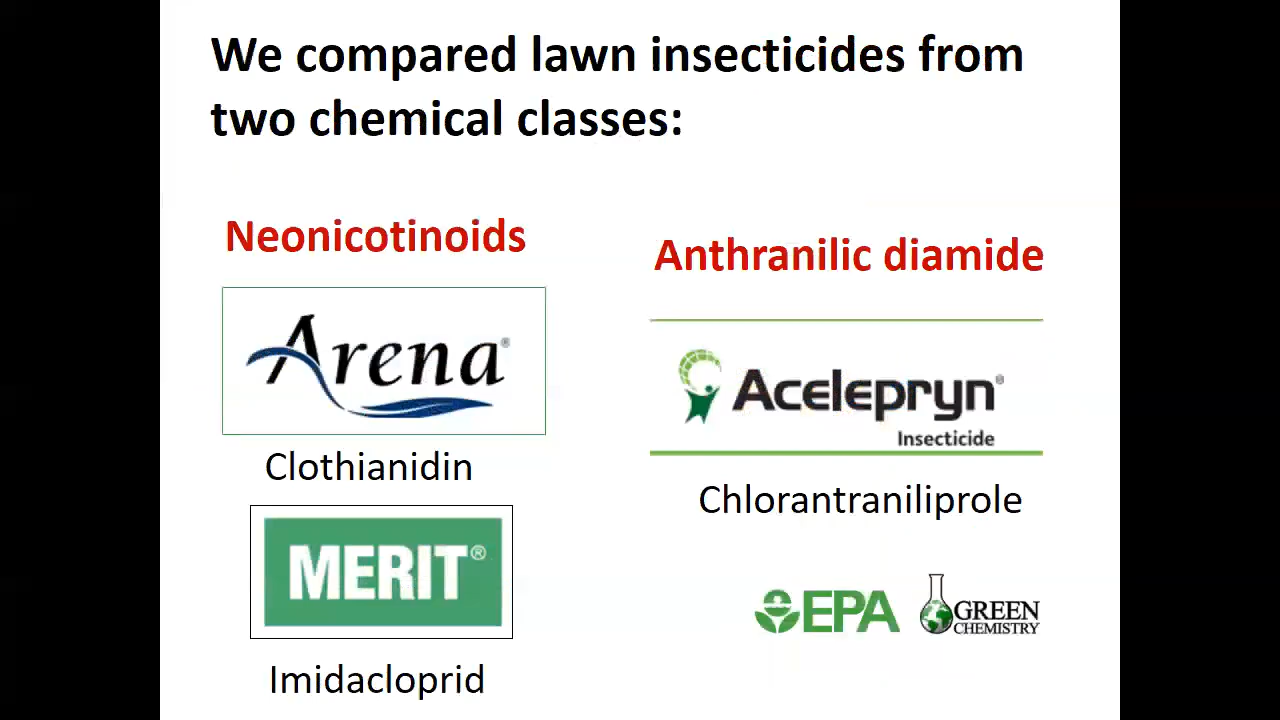 We compared lawn insecticides from
two chemical classes:
Neonicotinoids
Arena®
Clothianidin
MERIT®
Imidacloprid
Anthranilic diamide
Acelepryn®
Insecticide
Chlorantraniliprole
EPA
GREEN
CHEMISTRY